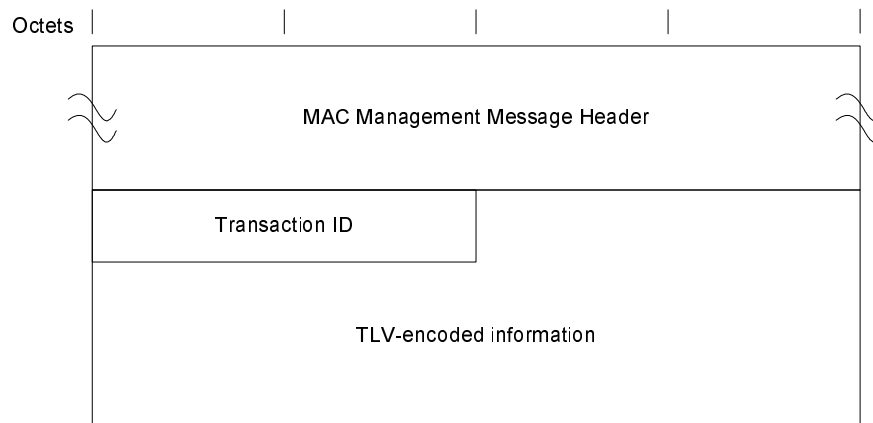 Octets
MAC Management Message Header
Transaction ID
TLV-encoded information